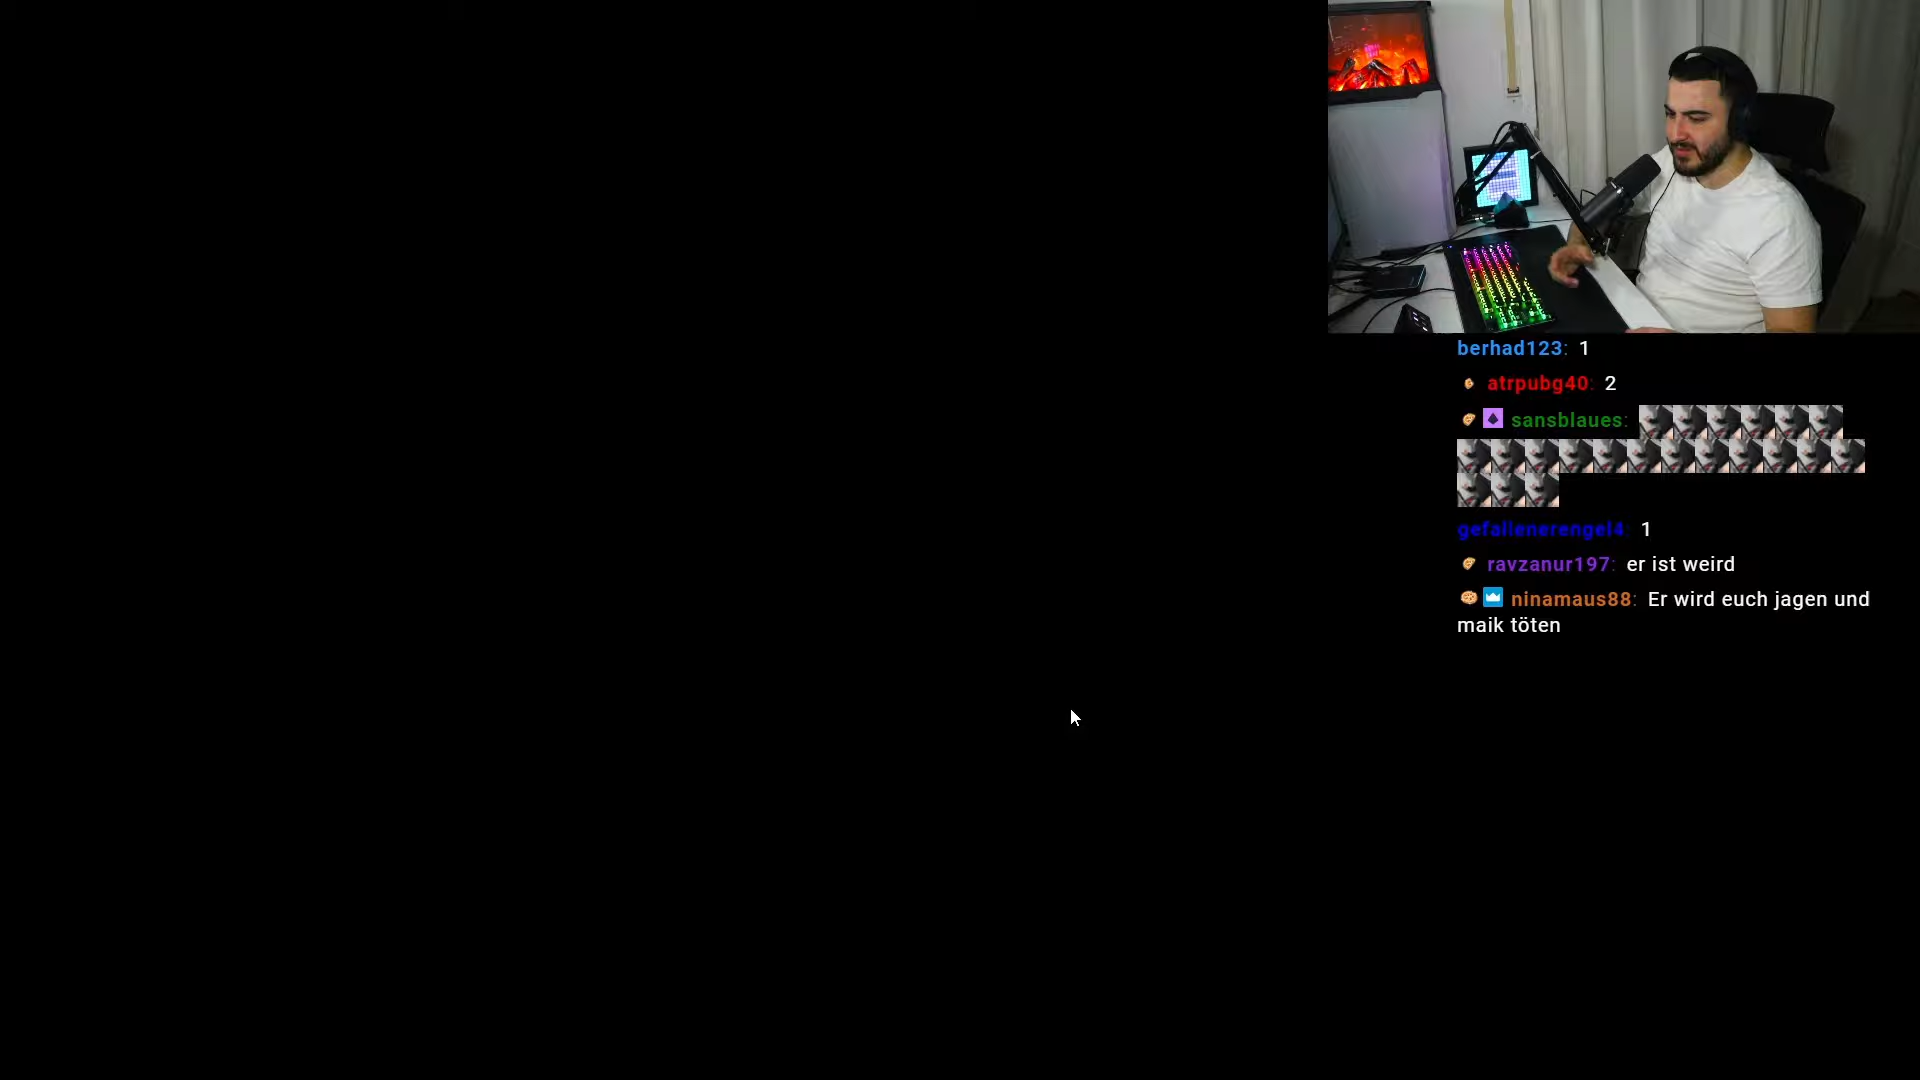 berhad123: 1
atrpubg40: 2
sansblaues:
gefallenerengel4: 1
ravzanur197: er ist weird
ninamaus88: Er wird euch jagen und
maik töten